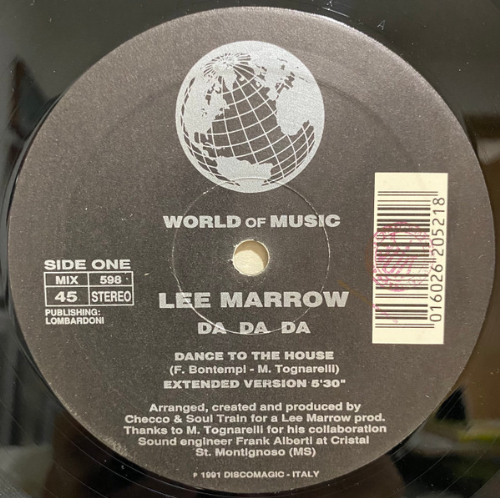 WORLD OF MUSIC
SIDE ONE
MIX 598
45 STEREO
PUBLISHING:
LOMBARDONI
LEE MARROW
DA DA DA
DANCE TO THE HOUSE
(F. Bontempi - M. Tognarelli)
EXTENDED VERSION 5'30"
Arranged, created and produced by
Checco & Soul Train for a Lee Marrow prod.
Thanks to M. Tognarelli for his collaboration
Sound engineer Frank Alberti at Cristal
St. Montignoso (MS)
P 1991 DISCOMAGIC - ITALY
016026205218